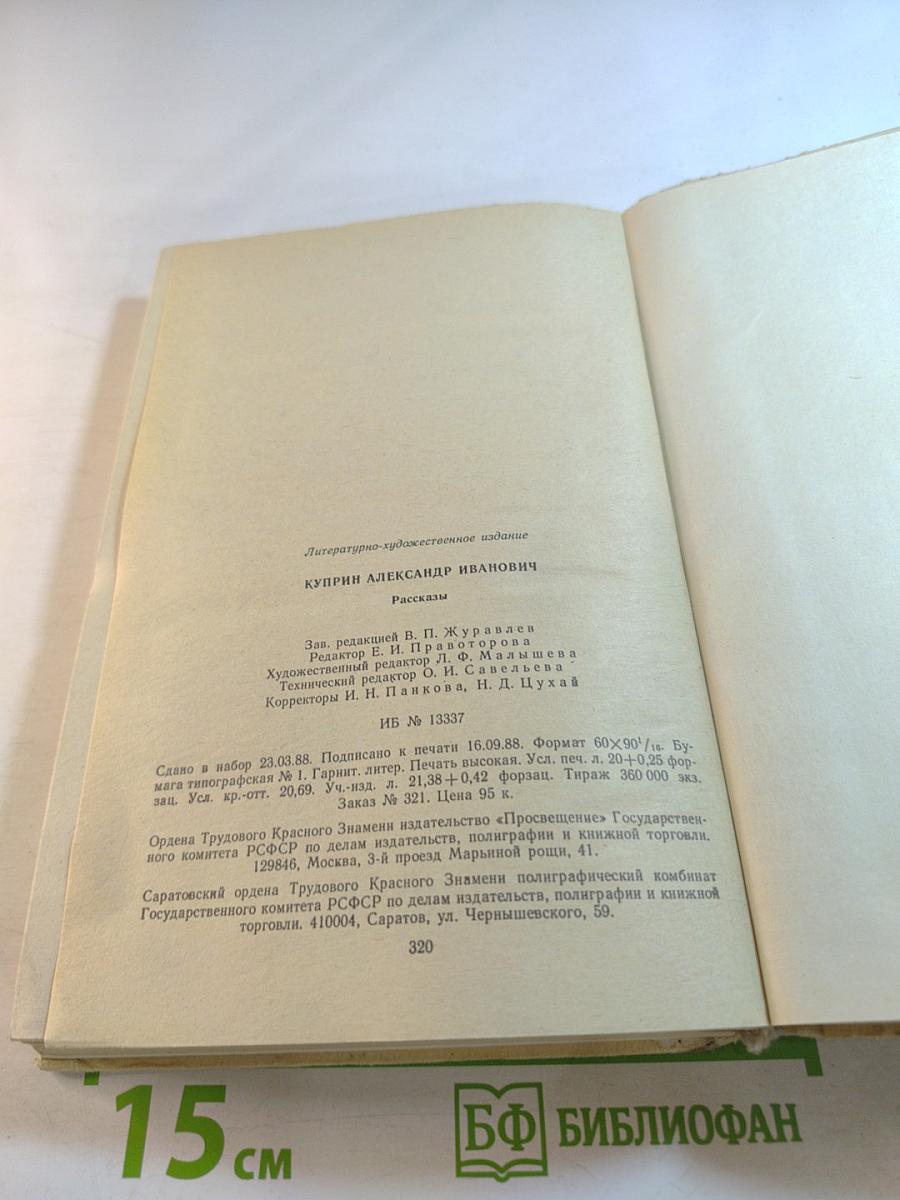 Литературно-художественное издание
КУПРИН АЛЕКСАНДР ИВАНОВИЧ
Рассказы
Зав. редакцией В. П. Журавлев
Редактор Е. И. Правоторова
Художественный редактор Л. Ф. Малышева
Технический редактор О. И. Савельева
Корректоры И. Н. Панкова, Н. Д. Цухай
ИБ № 13337
Сдано в набор 23.03.88. Подписано к печати 16.09.88. Формат 60×90¹/₁₆. Бу-
мага типографская № 1. Гарнит. литер. Печать высокая. Усл. печ. л. 20+0,25 фор-
зац. Усл. кр.-отт. 20,69. Уч.-изд. л. 21,38+0,42 форзац. Тираж 360 000 экз.
Заказ № 321. Цена 95 к.
Ордена Трудового Красного Знамени издательство «Просвещение» Государствен-
ного комитета РСФСР по делам издательств, полиграфии и книжной торговли.
129846, Москва, 3-й проезд Марьиной рощи, 41.
Саратовский ордена Трудового Красного Знамени полиграфический комбинат
Государственного комитета РСФСР по делам издательств, полиграфии и книжной
торговли. 410004, Саратов, ул. Чернышевского, 59.
320
15 см
БФ БИБЛИОФАН